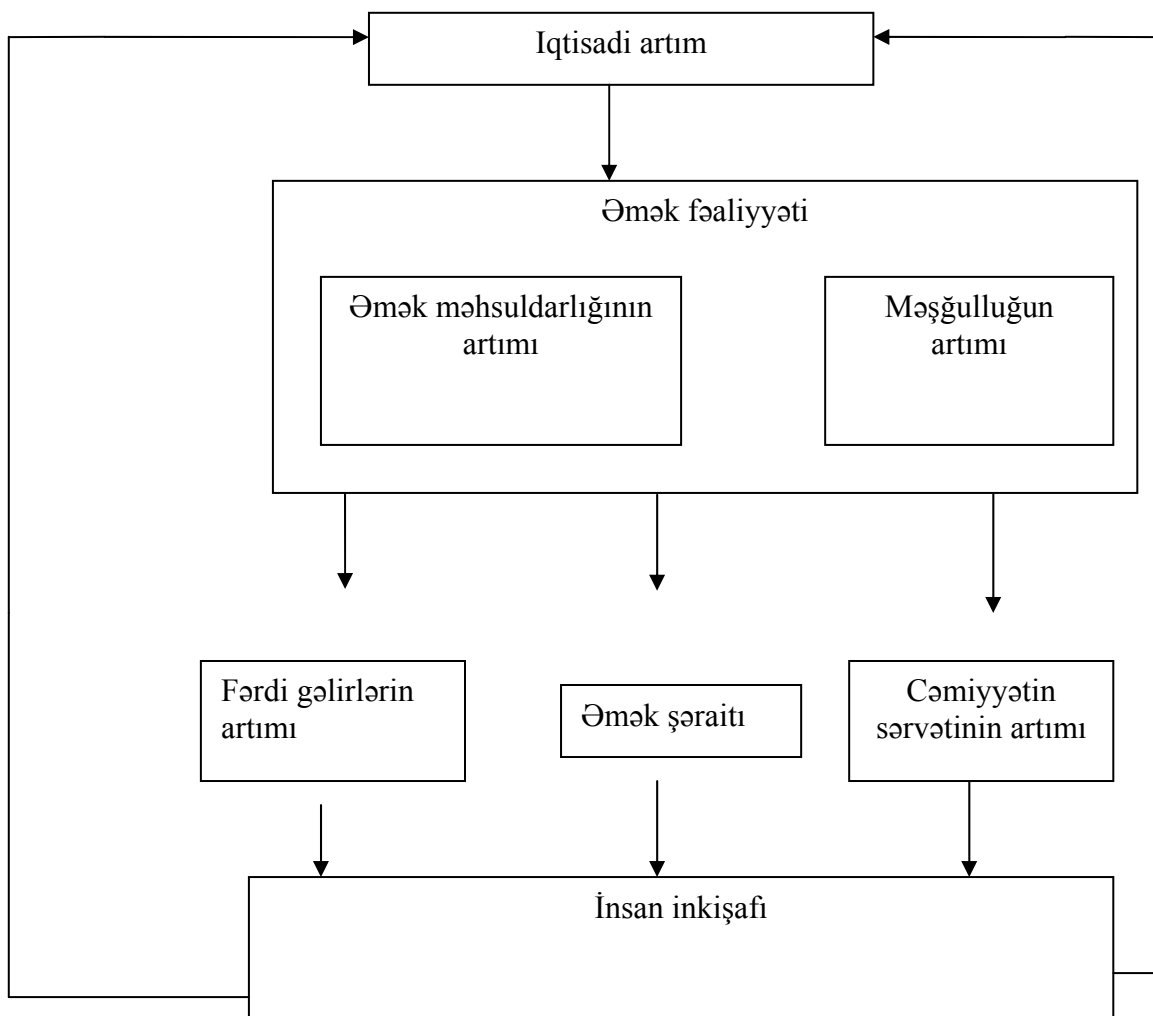 Iqtisadi artım
Əmək fəaliyyəti
Əmək məhsuldarlığının
artımı
Məşğulluğun
artımı
Fərdi gəlirlərin
artımı
Əmək şəraitı
Cəmiyyətin
sərvətinin artımı
İnsan inkişafı